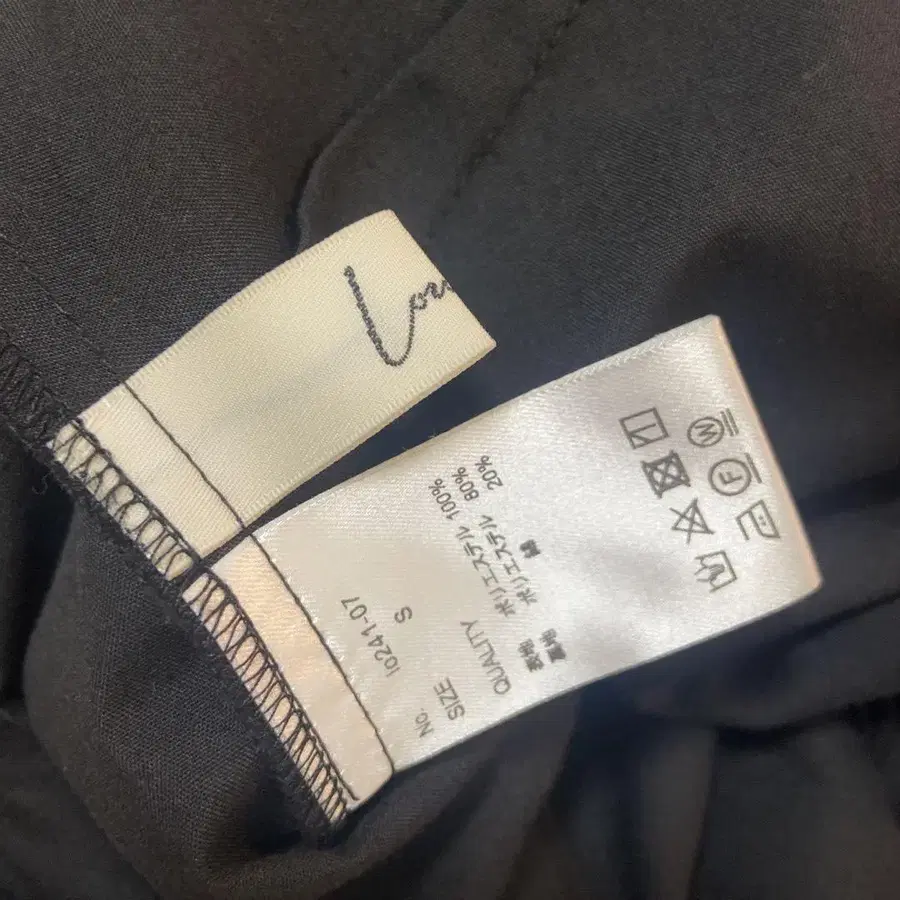 No. lo241-07
SIZE S
QUALITY
表地 ポリエステル 100%
裏地 ポリエステル 80%
綿 20%
W
F